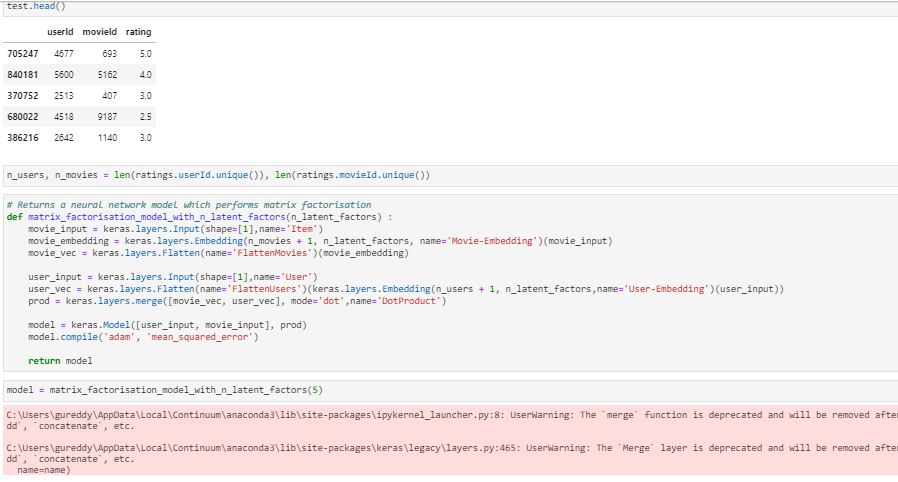 test.head()
userId movieId rating
705247 4677 693 5.0
840181 5600 5162 4.0
370752 2513 407 3.0
680022 4518 9187 2.5
386216 2642 1140 3.0
n_users, n_movies = len(ratings.userId.unique()), len(ratings.movieId.unique())
# Returns a neural network model which performs matrix factorisation
def matrix_factorisation_model_with_n_latent_factors(n_latent_factors) :
    movie_input = keras.layers.Input(shape=[1],name='Item')
    movie_embedding = keras.layers.Embedding(n_movies + 1, n_latent_factors, name='Movie-Embedding')(movie_input)
    movie_vec = keras.layers.Flatten(name='FlattenMovies')(movie_embedding)
    user_input = keras.layers.Input(shape=[1],name='User')
    user_vec = keras.layers.Flatten(name='FlattenUsers')(keras.layers.Embedding(n_users + 1, n_latent_factors,name='User-Embedding')(user_input))
    prod = keras.layers.merge([movie_vec, user_vec], mode='dot',name='DotProduct')
    model = keras.Model([user_input, movie_input], prod)
    model.compile('adam', 'mean_squared_error')
    return model
model = matrix_factorisation_model_with_n_latent_factors(5)
C:\Users\gureddy\AppData\Local\Continuum\anaconda3\lib\site-packages\ipykernel_launcher.py:8: UserWarning: The `merge` function is deprecated and will be removed afte
dd`, `concatenate`, etc.
C:\Users\gureddy\AppData\Local\Continuum\anaconda3\lib\site-packages\keras\legacy\layers.py:465: UserWarning: The `Merge` layer is deprecated and will be removed afte
dd`, `concatenate`, etc.
  name=name)